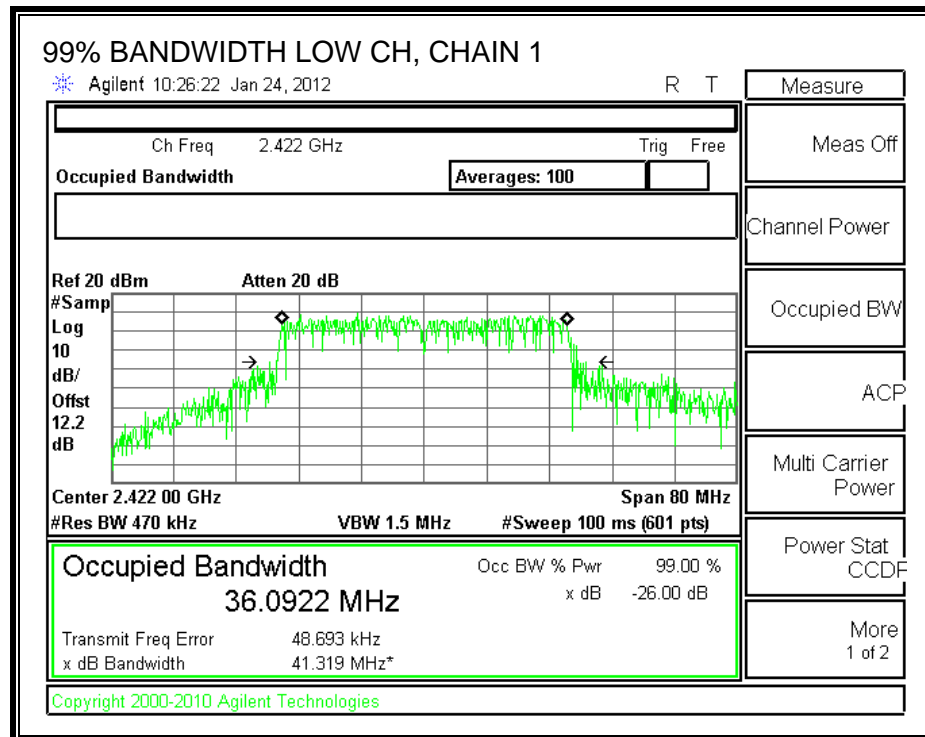 99% BANDWIDTH LOW CH, CHAIN 1
Agilent 10:26:22 Jan 24, 2012 R T
Measure
Ch Freq 2.422 GHz Trig Free
Meas Off
Occupied Bandwidth Averages: 100
Channel Power
Ref 20 dBm Atten 20 dB
#Samp
Log
10
dB/
Offst
12.2
dB
Occupied BW
ACP
Multi Carrier
Power
Center 2.422 00 GHz Span 80 MHz
#Res BW 470 kHz VBW 1.5 MHz #Sweep 100 ms (601 pts)
Power Stat
CCDF
Occupied Bandwidth Occ BW % Pwr 99.00 %
36.0922 MHz x dB -26.00 dB
Transmit Freq Error 48.693 kHz
x dB Bandwidth 41.319 MHz*
More
1 of 2
Copyright 2000-2010 Agilent Technologies